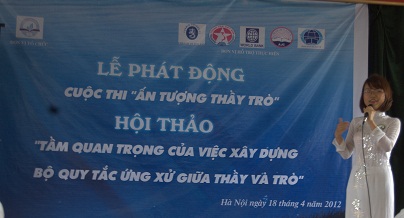 LỄ PHÁT ĐỘNG
CUỘC THI "ẤN TƯỢNG THẦY TRÒ"
HỘI THẢO
"TẦM QUAN TRỌNG CỦA VIỆC XÂY DỰNG
BỘ QUY TẮC ỨNG XỬ GIỮA THẦY VÀ TRÒ"
Hà Nội ngày 18 tháng 4 năm 2012